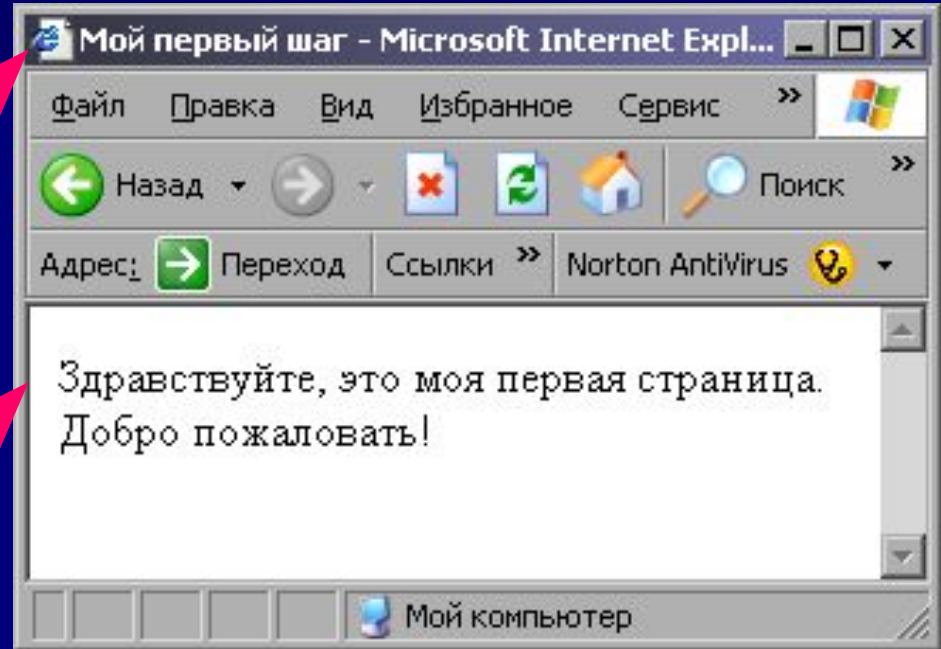 Мой первый шаг - Microsoft Internet Expl...
Файл Правка Вид Избранное Сервис »
Назад Поиск »
Адрес: Переход Ссылки » Norton AntiVirus
Здравствуйте, это моя первая страница.
Добро пожаловать!
Мой компьютер